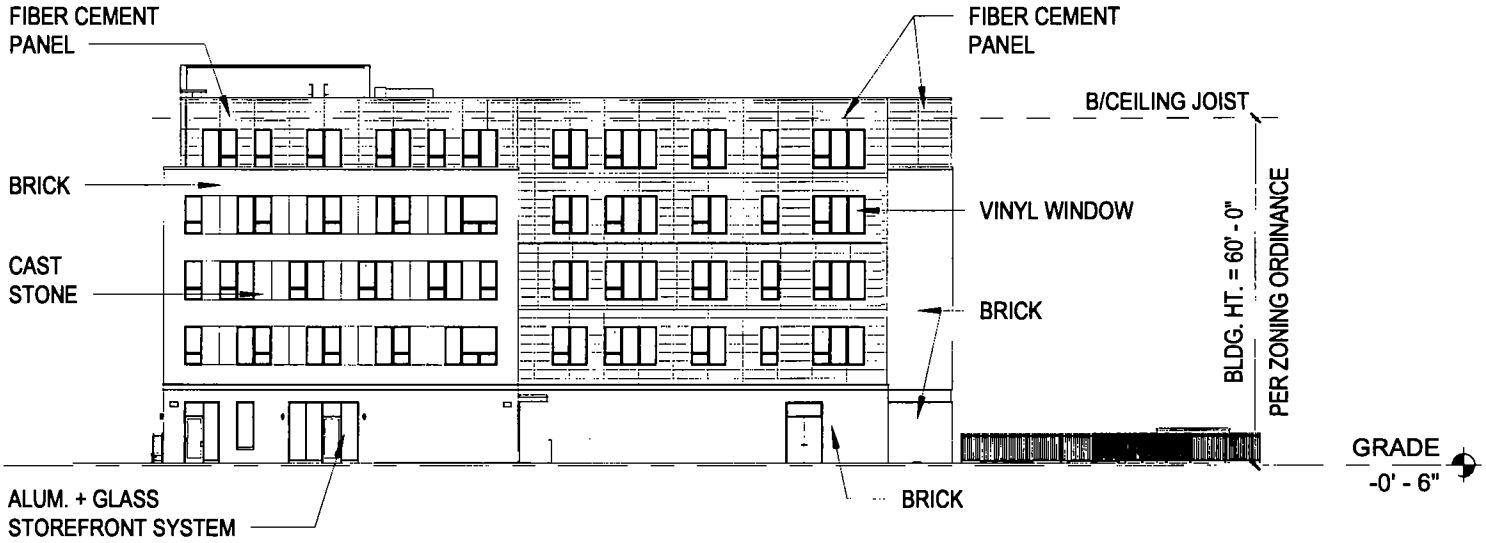 FIBER CEMENT
PANEL
FIBER CEMENT
PANEL
B/CEILING JOIST
BRICK
VINYL WINDOW
CAST
STONE
BRICK
BLDG. HT. = 60' - 0"
PER ZONING ORDINANCE
GRADE
-0' - 6"
ALUM. + GLASS
STOREFRONT SYSTEM
BRICK